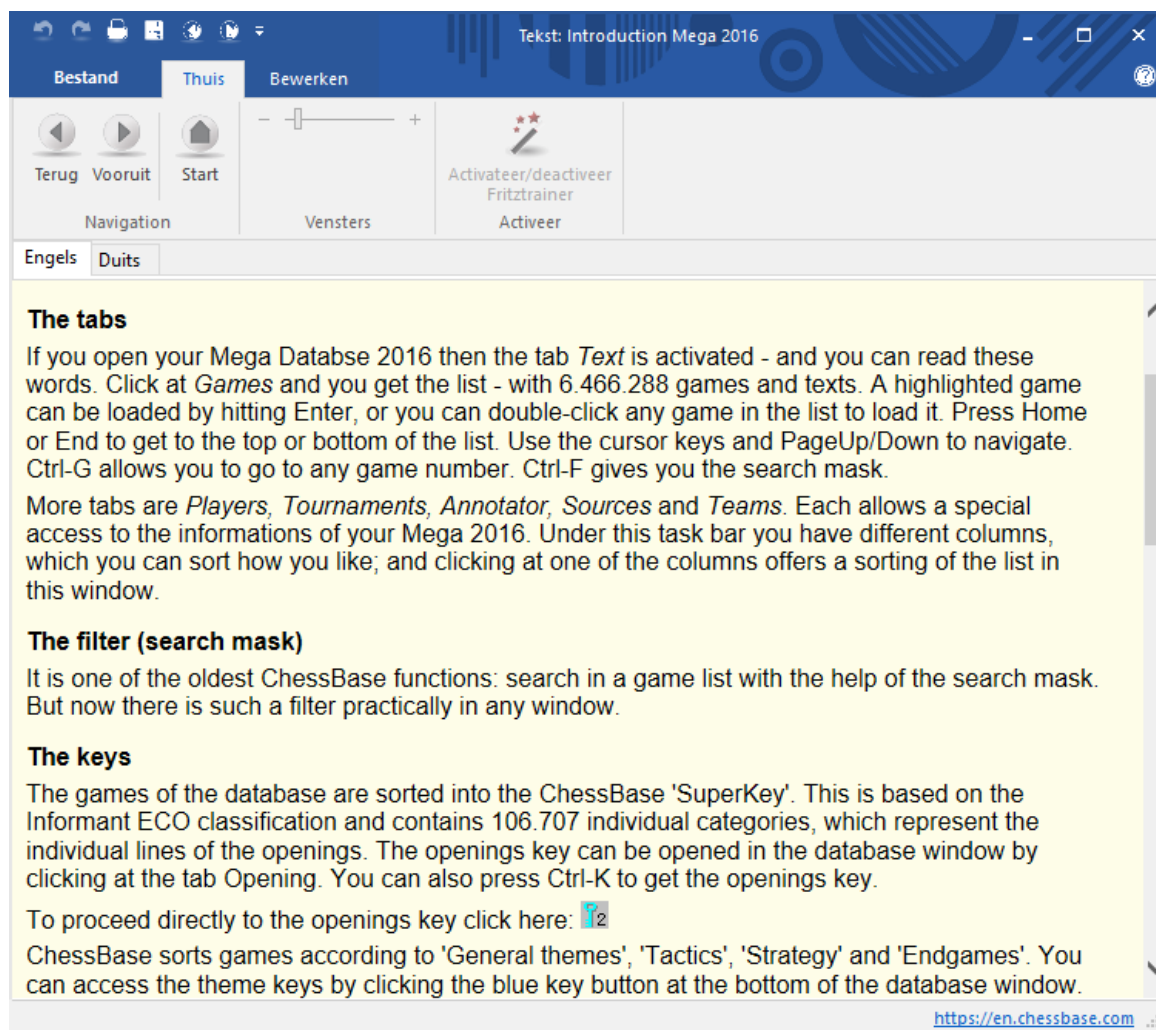 Tekst: Introduction Mega 2016
Bestand Thuis Bewerken
- +
Terug Vooruit Start
Activateer/deactiveer
Fritztrainer
Navigation Vensters Activeer
Engels Duits
The tabs
If you open your Mega Databse 2016 then the tab Text is activated - and you can read these
words. Click at Games and you get the list - with 6.466.288 games and texts. A highlighted game
can be loaded by hitting Enter, or you can double-click any game in the list to load it. Press Home
or End to get to the top or bottom of the list. Use the cursor keys and PageUp/Down to navigate.
Ctrl-G allows you to go to any game number. Ctrl-F gives you the search mask.
More tabs are Players, Tournaments, Annotator, Sources and Teams. Each allows a special
access to the informations of your Mega 2016. Under this task bar you have different columns,
which you can sort how you like; and clicking at one of the columns offers a sorting of the list in
this window.
The filter (search mask)
It is one of the oldest ChessBase functions: search in a game list with the help of the search mask.
But now there is such a filter practically in any window.
The keys
The games of the database are sorted into the ChessBase 'SuperKey'. This is based on the
Informant ECO classification and contains 106.707 individual categories, which represent the
individual lines of the openings. The openings key can be opened in the database window by
clicking at the tab Opening. You can also press Ctrl-K to get the openings key.
To proceed directly to the openings key click here: 2
ChessBase sorts games according to 'General themes', 'Tactics', 'Strategy' and 'Endgames'. You
can access the theme keys by clicking the blue key button at the bottom of the database window.
https://en.chessbase.com